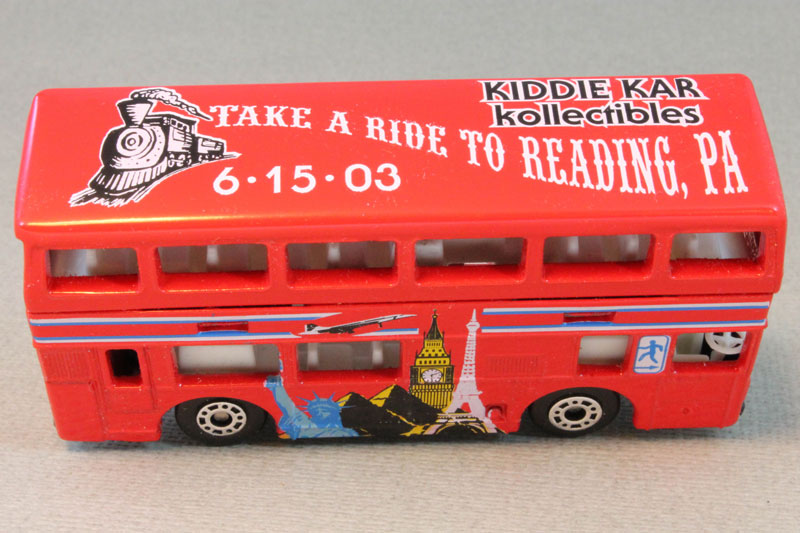 KIDDIE KAR
kollectibles
TAKE A RIDE TO READING, PA
6·15·03